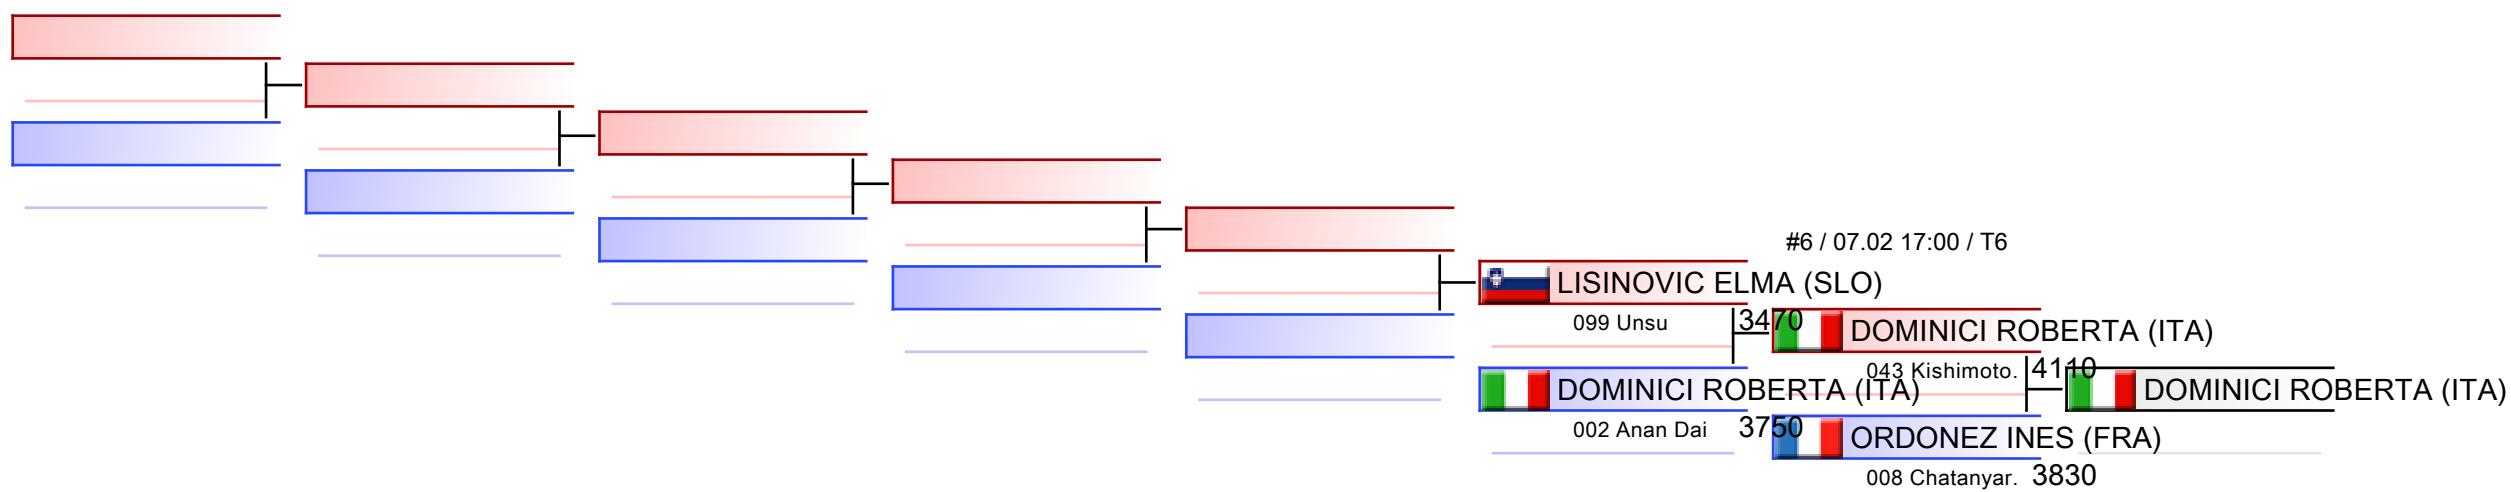 #6 / 07.02 17:00 / T6
LISINOVIC ELMA (SLO)
099 Unsu 3470
DOMINICI ROBERTA (ITA)
043 Kishimoto. 4110
DOMINICI ROBERTA (ITA)
DOMINICI ROBERTA (ITA)
002 Anan Dai 3750
ORDONEZ INES (FRA)
008 Chatanyar. 3830